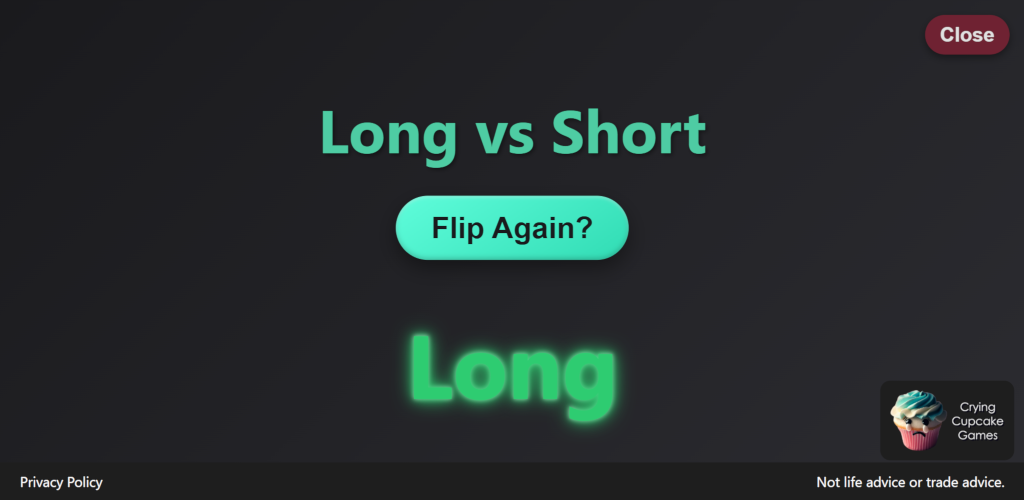 Close
Long vs Short
Flip Again?
Long
Crying
Cupcake
Games
Privacy Policy
Not life advice or trade advice.